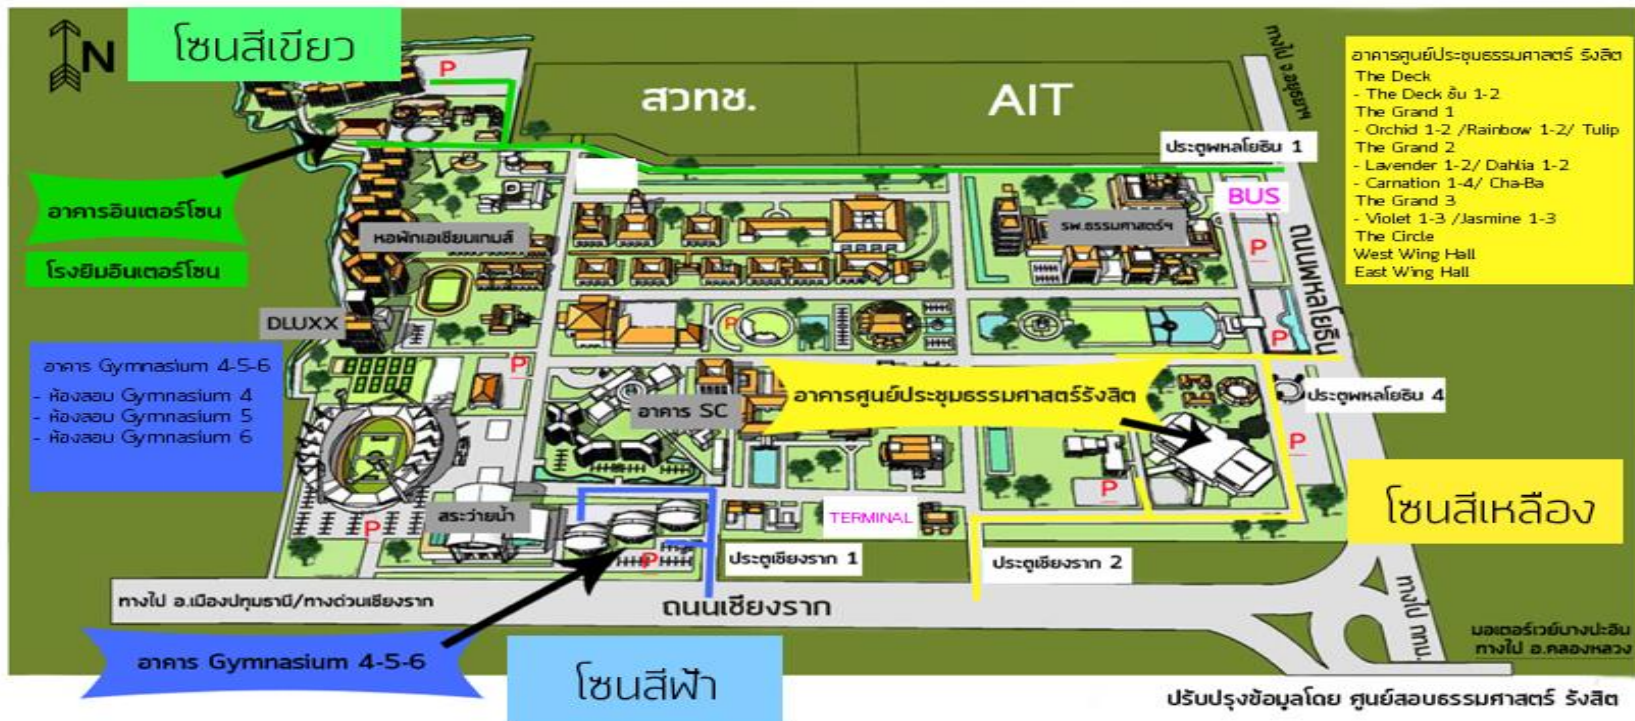 N
โซนสีเขียว
P
สวทช.
AIT
ทางไป จ.อยุธยาฯ
ประตูพหลโยธิน 1
BUS
P
ถนนพหลโยธิน
อาคารศูนย์ประชุมธรรมศาสตร์ รังสิต
The Deck
- The Deck ชั้น 1-2
The Grand 1
- Orchid 1-2 /Rainbow 1-2/ Tulip
The Grand 2
- Lavender 1-2/ Dahlia 1-2
- Carnation 1-4/ Cha-Ba
The Grand 3
- Violet 1-3 /Jasmine 1-3
The Circle
West Wing Hall
East Wing Hall
อาคารอินเตอร์โซน
โรงยิมอินเตอร์โซน
หอพักเอเชียนเกมส์
รพ.ธรรมศาสตร์ฯ
DLUXX
P
P
P
อาคาร Gymnasium 4-5-6
- ห้องสอบ Gymnasium 4
- ห้องสอบ Gymnasium 5
- ห้องสอบ Gymnasium 6
อาคาร SC
อาคารศูนย์ประชุมธรรมศาสตร์รังสิต
ประตูพหลโยธิน 4
P
P
โซนสีเหลือง
สระว่ายน้ำ
P
TERMINAL
P
ประตูเชียงราก 1
ประตูเชียงราก 2
ทางไป อ.เมืองปทุมธานี/ทางด่วนเชียงราก
ถนนเชียงราก
ทางไป กทม.
มอเตอร์เวย์บางปะอิน
ทางไป อ.คลองหลวง
อาคาร Gymnasium 4-5-6
โซนสีฟ้า
ปรับปรุงข้อมูลโดย ศูนย์สอบธรรมศาสตร์ รังสิต